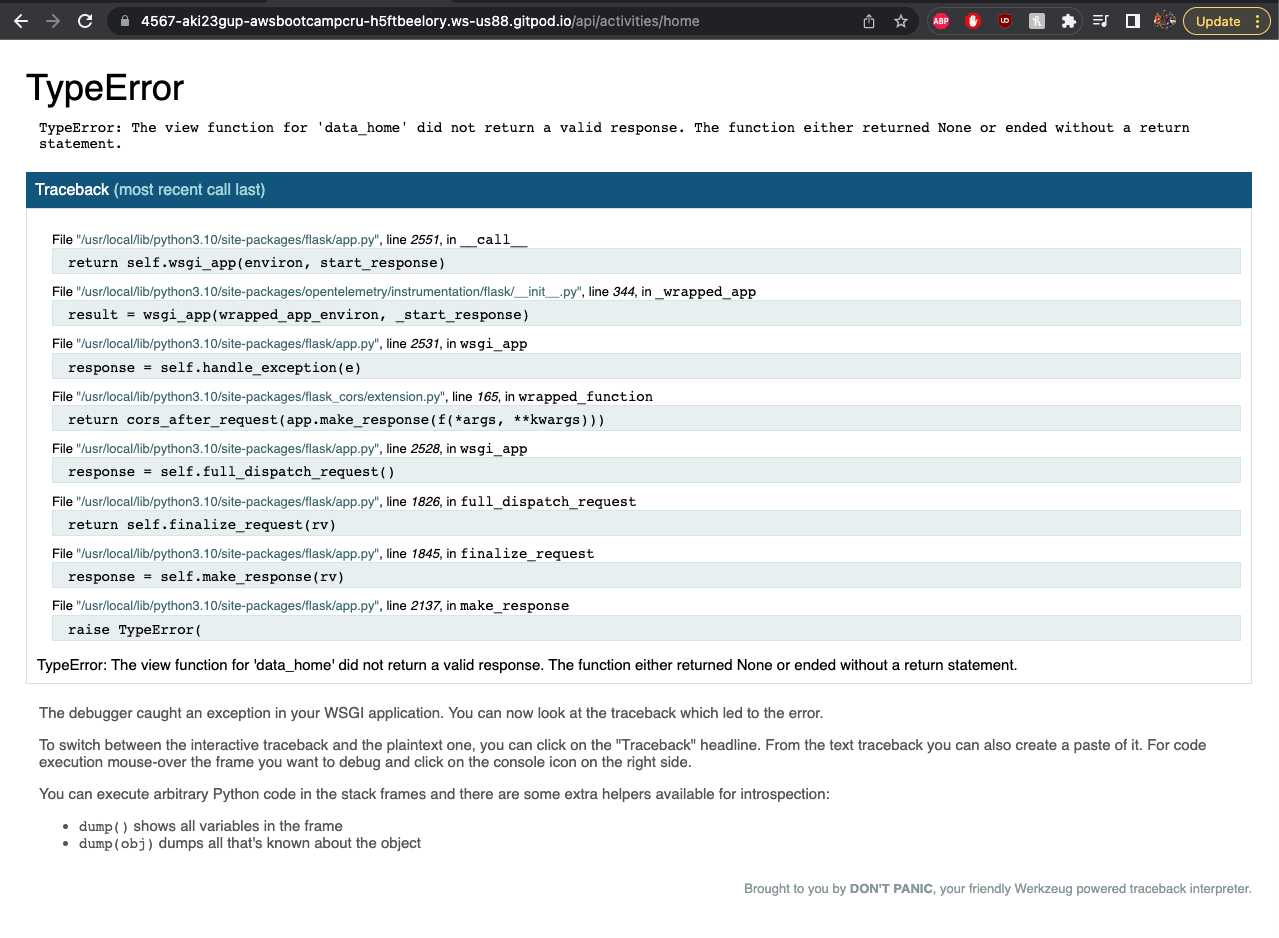 4567-aki23gup-awsbootcampcru-h5ftbeelory.ws-us88.gitpod.io/api/activities/home
ABP
UD
Update
TypeError
TypeError: The view function for 'data_home' did not return a valid response. The function either returned None or ended without a return
statement.
Traceback (most recent call last)
File "/usr/local/lib/python3.10/site-packages/flask/app.py", line 2551, in __call__
return self.wsgi_app(environ, start_response)
File "/usr/local/lib/python3.10/site-packages/opentelemetry/instrumentation/flask/__init__.py", line 344, in _wrapped_app
result = wsgi_app(wrapped_app_environ, _start_response)
File "/usr/local/lib/python3.10/site-packages/flask/app.py", line 2531, in wsgi_app
response = self.handle_exception(e)
File "/usr/local/lib/python3.10/site-packages/flask_cors/extension.py", line 165, in wrapped_function
return cors_after_request(app.make_response(f(*args, **kwargs)))
File "/usr/local/lib/python3.10/site-packages/flask/app.py", line 2528, in wsgi_app
response = self.full_dispatch_request()
File "/usr/local/lib/python3.10/site-packages/flask/app.py", line 1826, in full_dispatch_request
return self.finalize_request(rv)
File "/usr/local/lib/python3.10/site-packages/flask/app.py", line 1845, in finalize_request
response = self.make_response(rv)
File "/usr/local/lib/python3.10/site-packages/flask/app.py", line 2137, in make_response
raise TypeError(
TypeError: The view function for 'data_home' did not return a valid response. The function either returned None or ended without a return statement.
The debugger caught an exception in your WSGI application. You can now look at the traceback which led to the error.
To switch between the interactive traceback and the plaintext one, you can click on the "Traceback" headline. From the text traceback you can also create a paste of it. For code
execution mouse-over the frame you want to debug and click on the console icon on the right side.
You can execute arbitrary Python code in the stack frames and there are some extra helpers available for introspection:
• dump() shows all variables in the frame
• dump(obj) dumps all that's known about the object
Brought to you by DON'T PANIC, your friendly Werkzeug powered traceback interpreter.